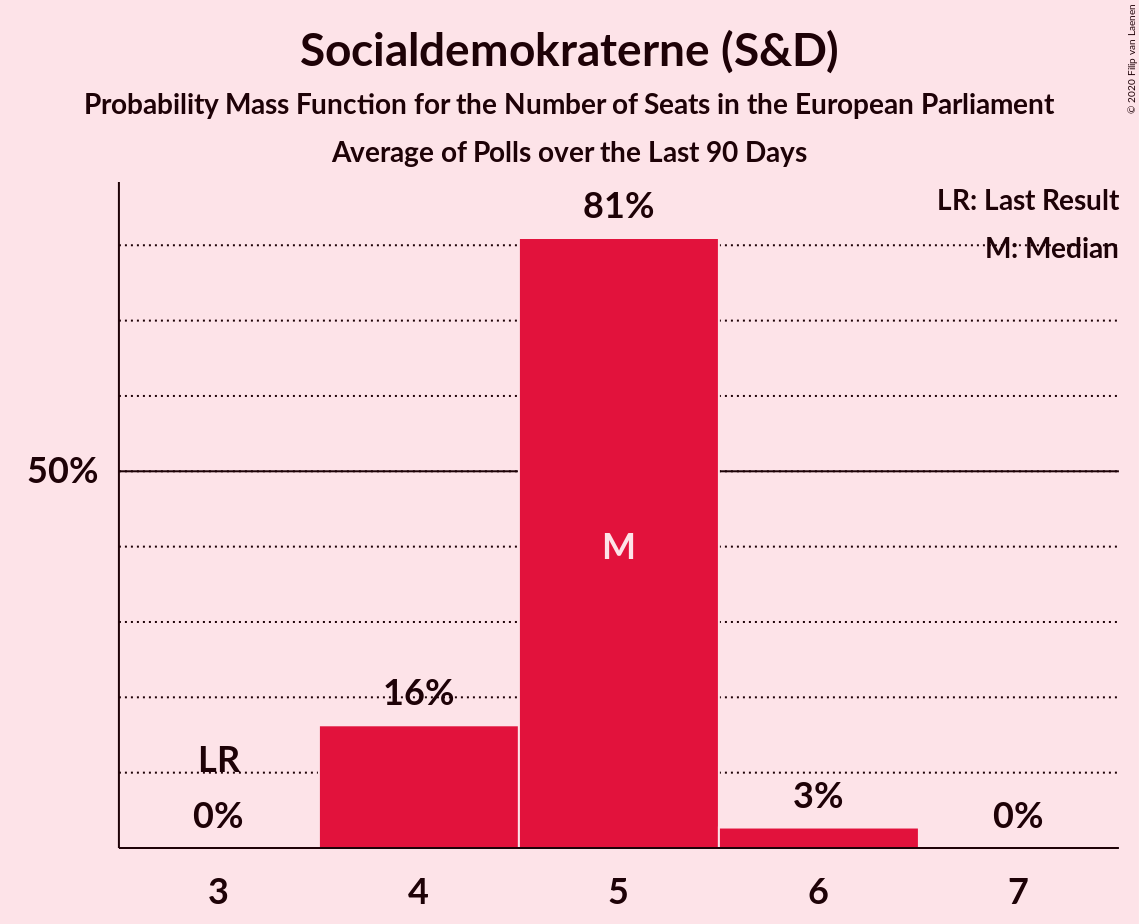 Socialdemokraterne (S&D)
Probability Mass Function for the Number of Seats in the European Parliament
Average of Polls over the Last 90 Days
© 2020 Filip van Laenen
LR: Last Result
M: Median
81%
50%
M
16%
LR
0%
3%
0%
3 4 5 6 7